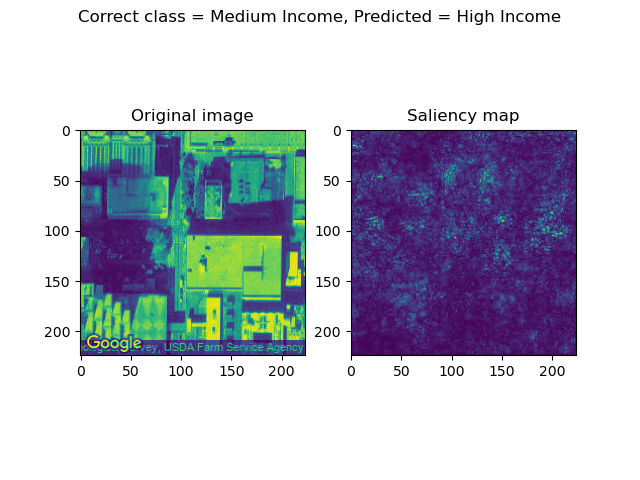 Correct class = Medium Income, Predicted = High Income
Original image
Saliency map
0
50
100
150
200
0 50 100 150 200
0
50
100
150
200
0 50 100 150 200
Google
vey, USDA Farm Service Agency